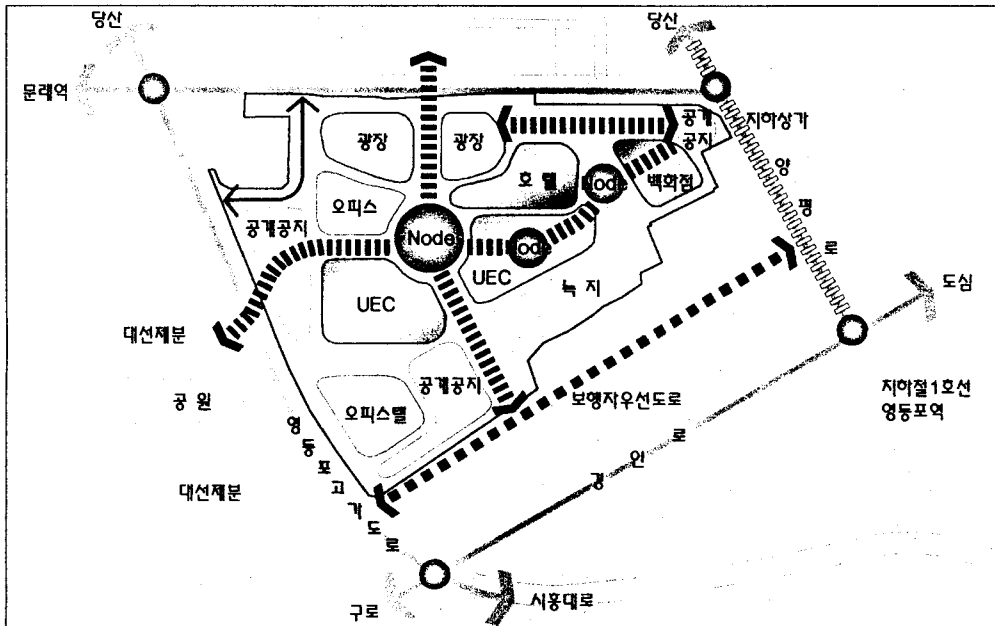 당산
당산
문래역
지하상가
공개
공지
광장
광장
호텔
Node
백화점
오피스
공개공지
Node
Node
UEC
UEC
녹지
양평로
도심
대선제분
공개공지
공원
오피스텔
보행자우선도로
지하철1호선
영등포역
영등포고가도로
경인로
대선제분
구로
시흥대로